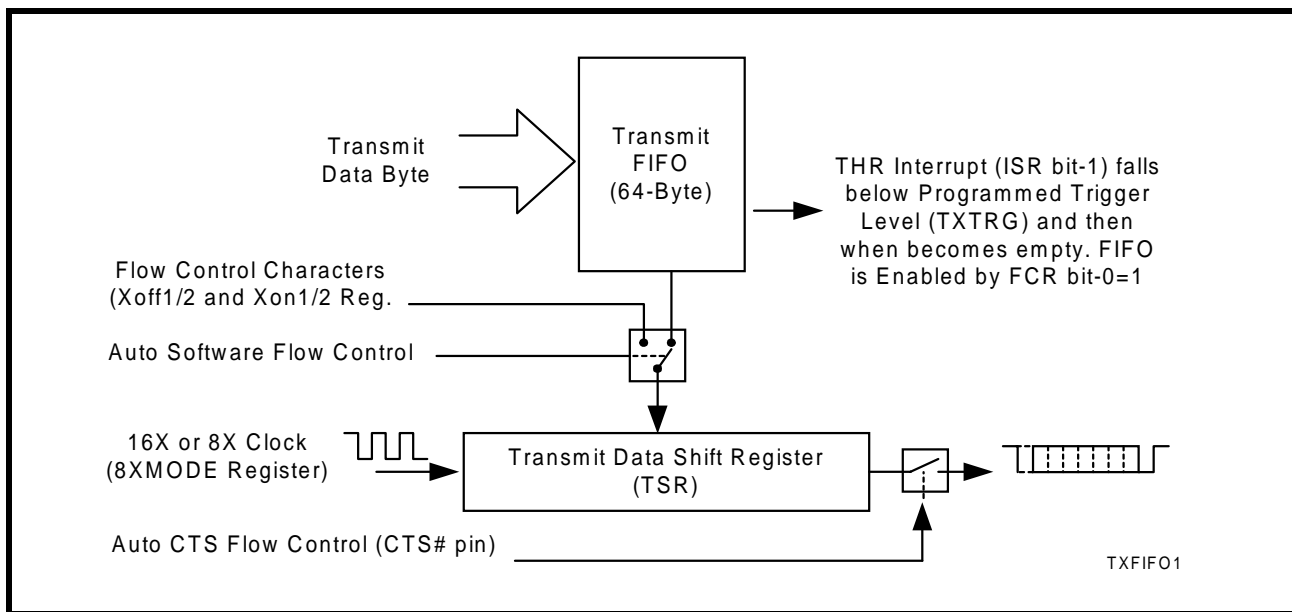 Transmit
Data Byte
Transmit
FIFO
(64-Byte)
THR Interrupt (ISR bit-1) falls
below Programmed Trigger
Level (TXTRG) and then
when becomes empty. FIFO
is Enabled by FCR bit-0=1
Flow Control Characters
(Xoff1/2 and Xon1/2 Reg.
Auto Software Flow Control
16X or 8X Clock
(8XMODE Register)
Transmit Data Shift Register
(TSR)
Auto CTS Flow Control (CTS# pin)
TXFIFO1